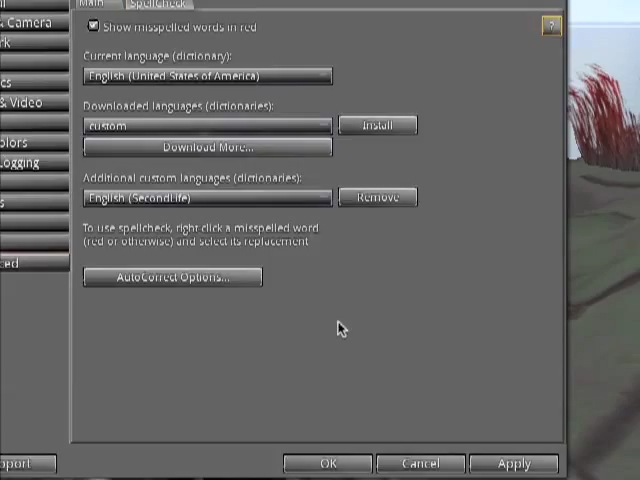 Main SpellCheck
& Camera
Show misspelled words in red
?
Current language (dictionary):
English (United States of America)
& Video
Downloaded languages (dictionaries):
custom
Install
Download More...
Logging
Additional custom languages (dictionaries):
English (SecondLife)
Remove
To use spellcheck, right click a misspelled word
(red or otherwise) and select its replacement
AutoCorrect Options...
OK
Cancel
Apply